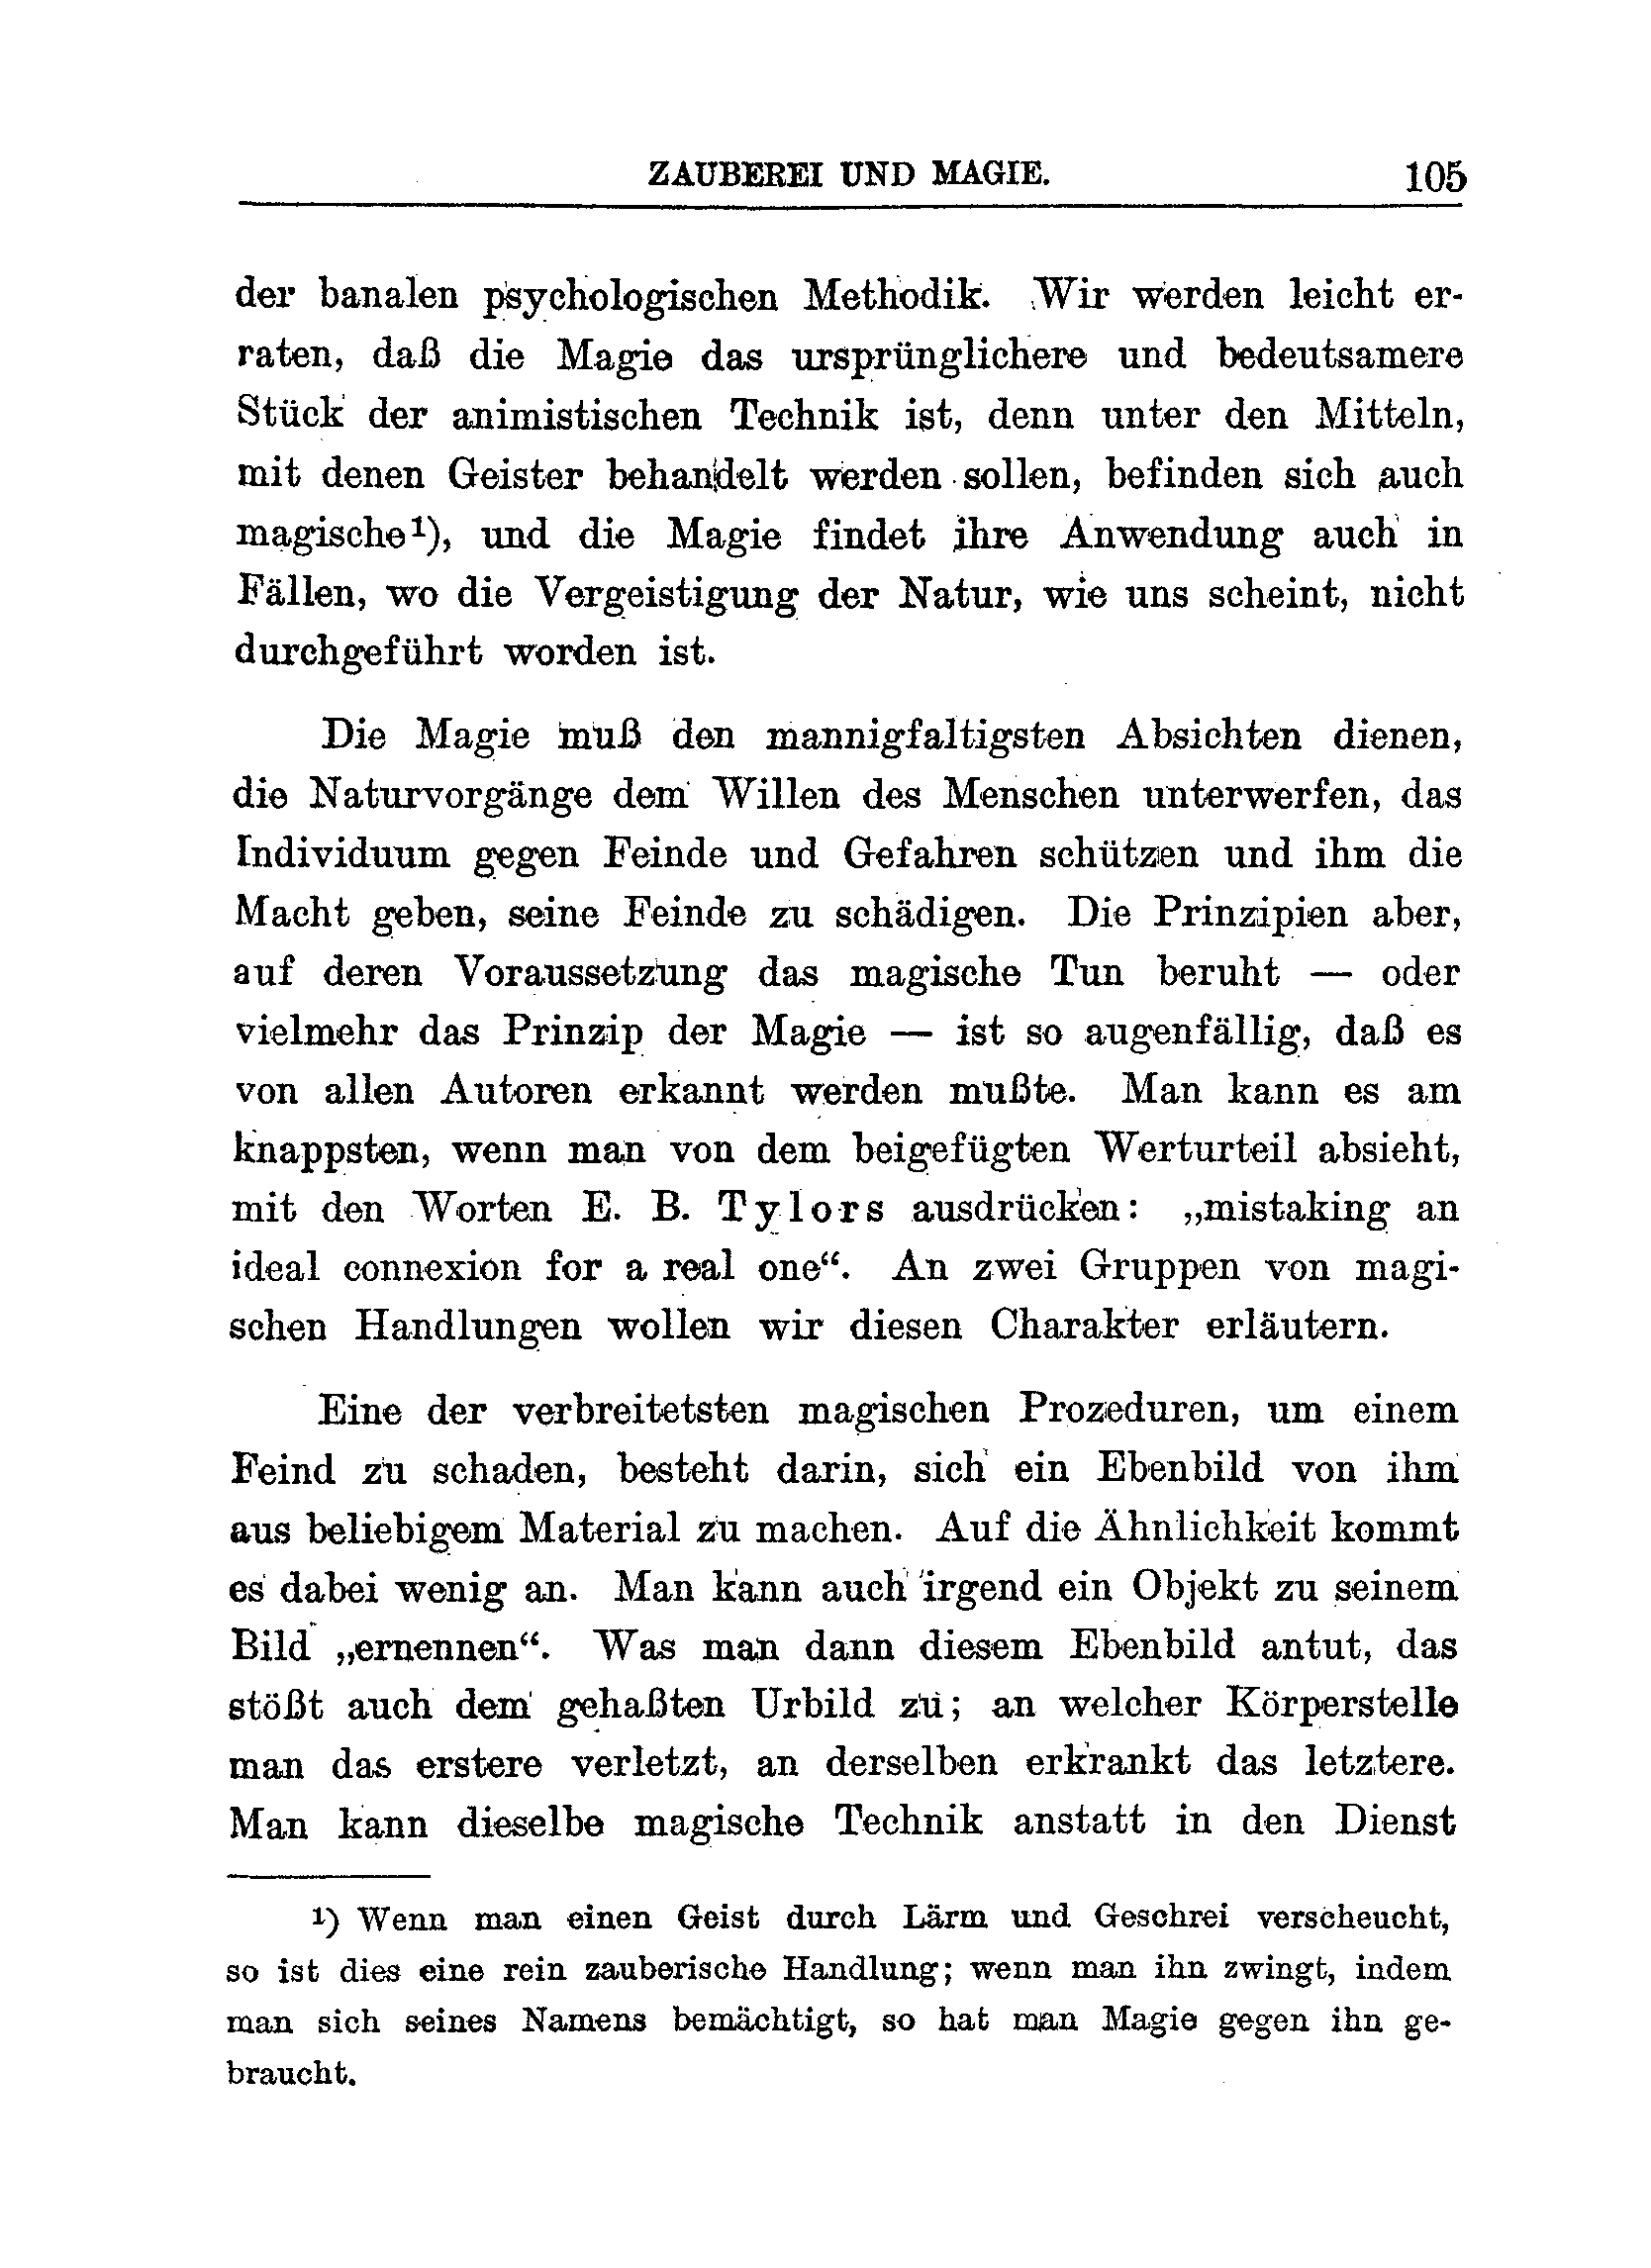 ZAUBEREI UND MAGIE. 105
der banalen psychologischen Methodik. Wir werden leicht er-
raten, daß die Magie das ursprünglichere und bedeutsamere
Stück der animistischen Technik ist, denn unter den Mitteln,
mit denen Geister behandelt werden sollen, befinden sich auch
magische¹), und die Magie findet ihre Anwendung auch in
Fällen, wo die Vergeistigung der Natur, wie uns scheint, nicht
durchgeführt worden ist.
Die Magie muß den mannigfaltigsten Absichten dienen,
die Naturvorgänge dem Willen des Menschen unterwerfen, das
Individuum gegen Feinde und Gefahren schützen und ihm die
Macht geben, seine Feinde zu schädigen. Die Prinzipien aber,
auf deren Voraussetzung das magische Tun beruht — oder
vielmehr das Prinzip der Magie — ist so augenfällig, daß es
von allen Autoren erkannt werden mußte. Man kann es am
knappsten, wenn man von dem beigefügten Werturteil absieht,
mit den Worten E. B. Tylors ausdrücken: „mistaking an
ideal connexion for a real one“. An zwei Gruppen von magi-
schen Handlungen wollen wir diesen Charakter erläutern.
Eine der verbreitetsten magischen Prozeduren, um einem
Feind zu schaden, besteht darin, sich ein Ebenbild von ihm
aus beliebigem Material zu machen. Auf die Ähnlichkeit kommt
es dabei wenig an. Man kann auch irgend ein Objekt zu seinem
Bild „ernennen“. Was man dann diesem Ebenbild antut, das
stößt auch dem gehaßten Urbild zu; an welcher Körperstelle
man das erstere verletzt, an derselben erkrankt das letztere.
Man kann dieselbe magische Technik anstatt in den Dienst
¹) Wenn man einen Geist durch Lärm und Geschrei verscheucht,
so ist dies eine rein zauberische Handlung; wenn man ihn zwingt, indem
man sich seines Namens bemächtigt, so hat man Magie gegen ihn ge-
braucht.